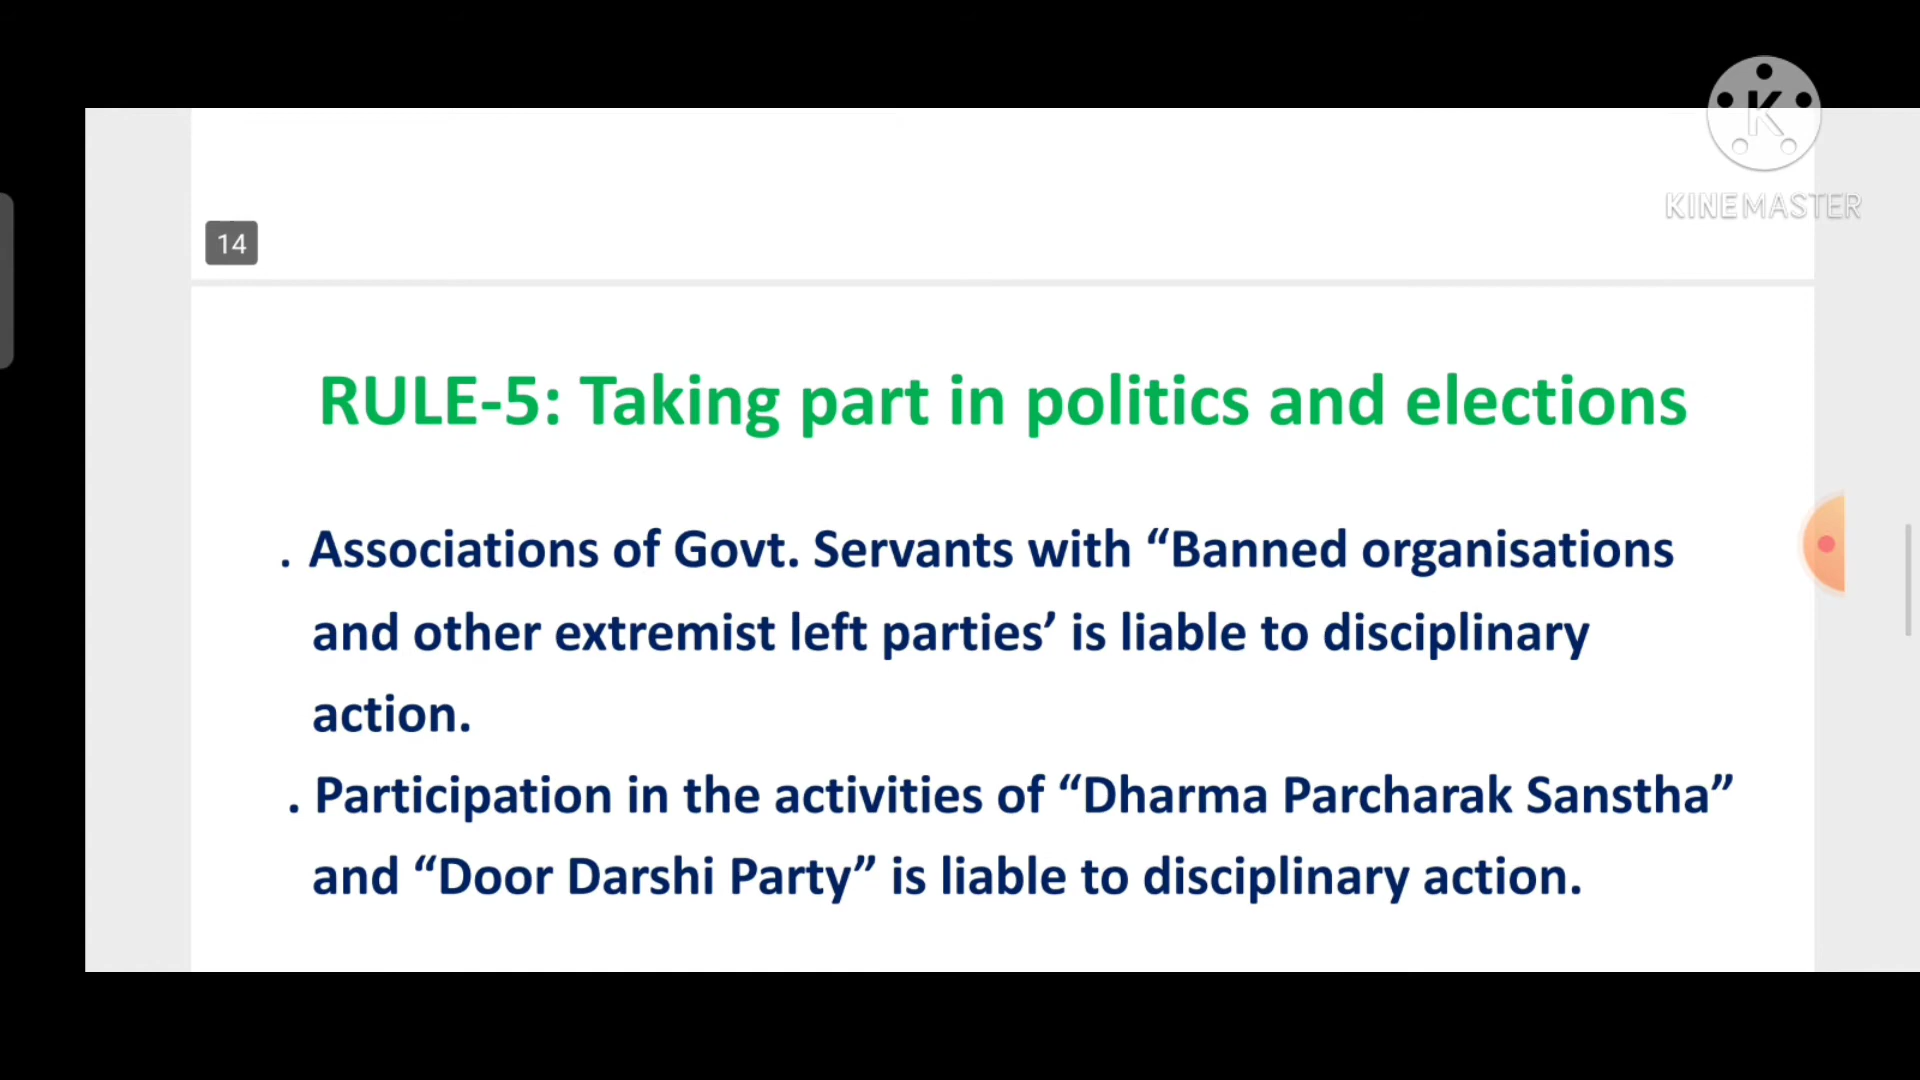 K
KINEMASTER
14
RULE-5: Taking part in politics and elections
. Associations of Govt. Servants with “Banned organisations
and other extremist left parties’ is liable to disciplinary
action.
. Participation in the activities of “Dharma Parcharak Sanstha”
and “Door Darshi Party” is liable to disciplinary action.